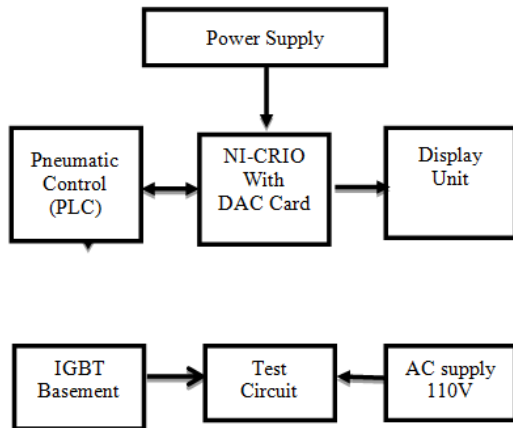 Power Supply
Pneumatic
Control
(PLC)
NI-CRIO
With
DAC Card
Display
Unit
IGBT
Basement
Test
Circuit
AC supply
110V